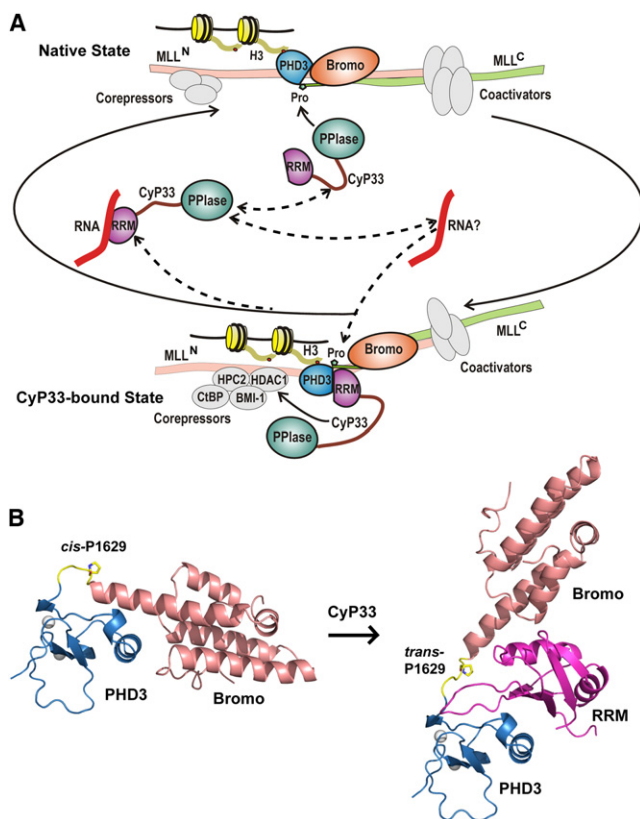 A
Native State
MLL^N
H3
PHD3
Bromo
MLL^C
Corepressors
Pro
Coactivators
PPIase
RRM
CyP33
CyP33
PPIase
RNA
RRM
RNA?
MLL^N
H3
Pro
Bromo
MLL^C
PHD3
RRM
Coactivators
HPC2
HDAC1
CyP33-bound State
CtBP
BMI-1
CyP33
Corepressors
PPIase
B
cis-P1629
Bromo
PHD3
CyP33
Bromo
trans-
P1629
RRM
PHD3